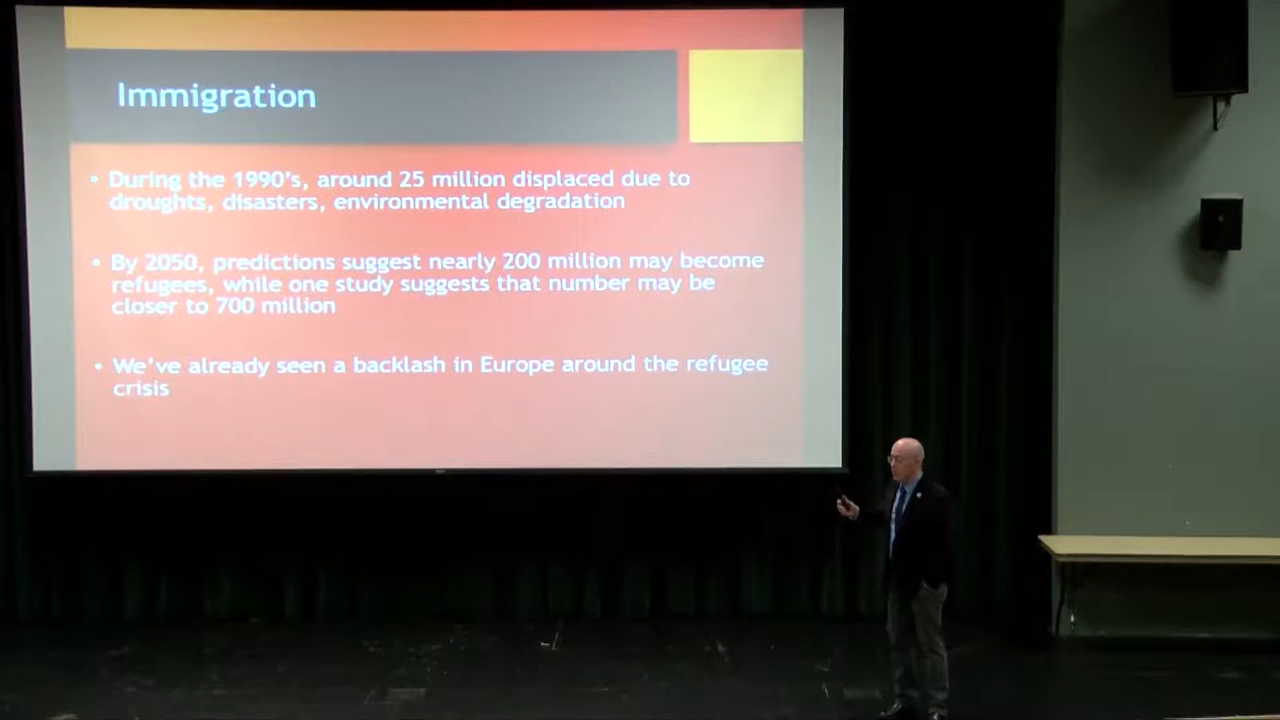 Immigration
• During the 1990's, around 25 million displaced due to
droughts, disasters, environmental degradation
• By 2050, predictions suggest nearly 200 million may become
refugees, while one study suggests that number may be
closer to 700 million
• We've already seen a backlash in Europe around the refugee
crisis